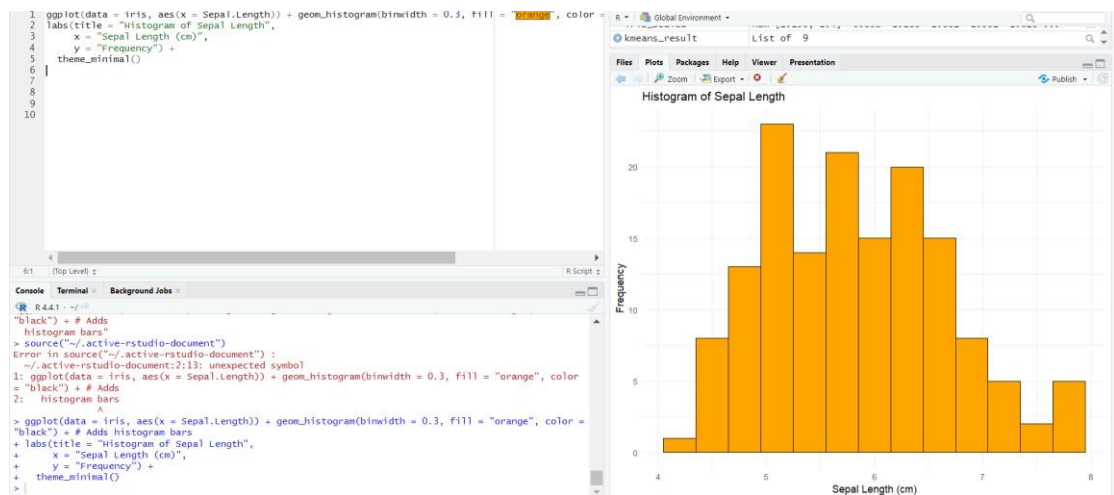 1 ggplot(data = iris, aes(x = Sepal.Length)) + geom_histogram(binwidth = 0.3, fill = "orange", color =
2 labs(title = "Histogram of Sepal Length",
3 x = "Sepal Length (cm)",
4 y = "Frequency") +
5 theme_minimal()
6
7
8
9
10
6:1 (Top Level) R Script
Console Terminal Background Jobs
R 4.4.1 · ~/
"black") + # Adds
histogram bars"
> source("~/.active-rstudio-document")
Error in source("~/.active-rstudio-document") :
~/.active-rstudio-document:2:13: unexpected symbol
1: ggplot(data = iris, aes(x = Sepal.Length)) + geom_histogram(binwidth = 0.3, fill = "orange", color
= "black") + # Adds
2: histogram bars
^
> ggplot(data = iris, aes(x = Sepal.Length)) + geom_histogram(binwidth = 0.3, fill = "orange", color =
"black") + # Adds histogram bars
+ labs(title = "Histogram of Sepal Length",
+ x = "Sepal Length (cm)",
+ y = "Frequency") +
+ theme_minimal()
>
R Global Environment
kmeans_result List of 9
Files Plots Packages Help Viewer Presentation
Zoom Export Publish
Histogram of Sepal Length
Frequency
20
15
10
5
0
4 5 6 7 8
Sepal Length (cm)